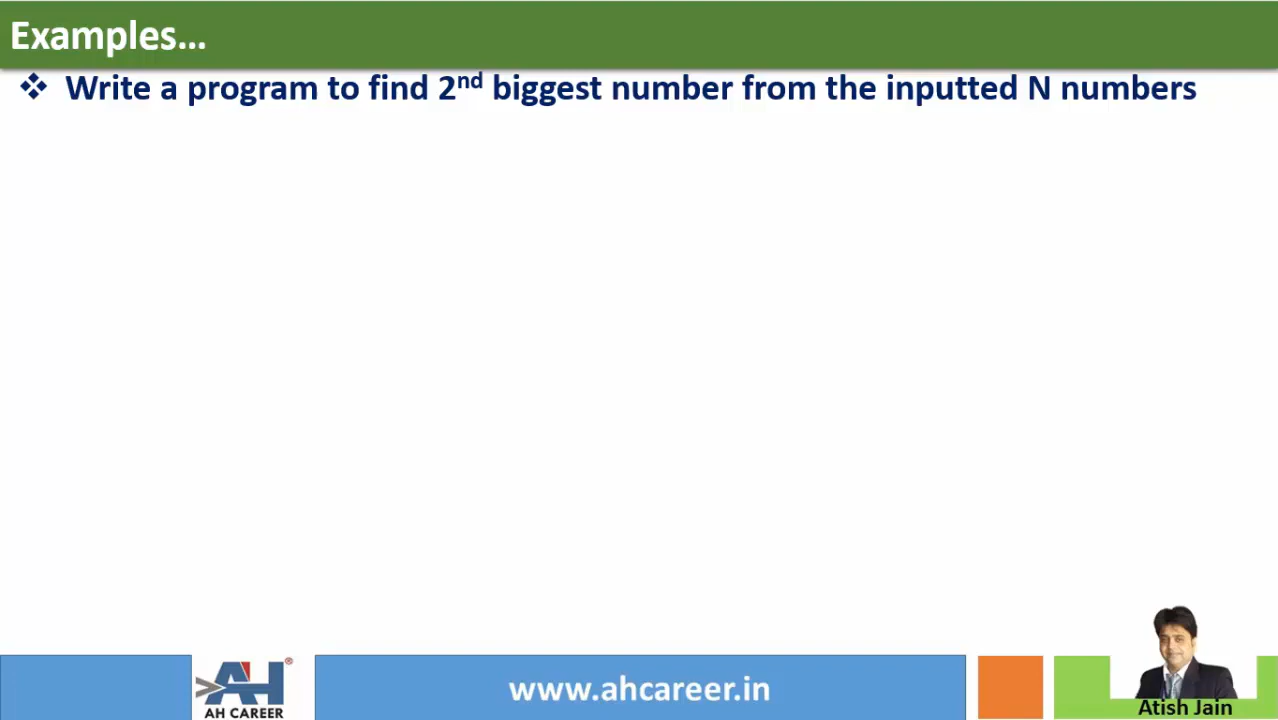 Examples...
❖ Write a program to find 2nd biggest number from the inputted N numbers
AH ®
AH CAREER
www.ahcareer.in
Atish Jain